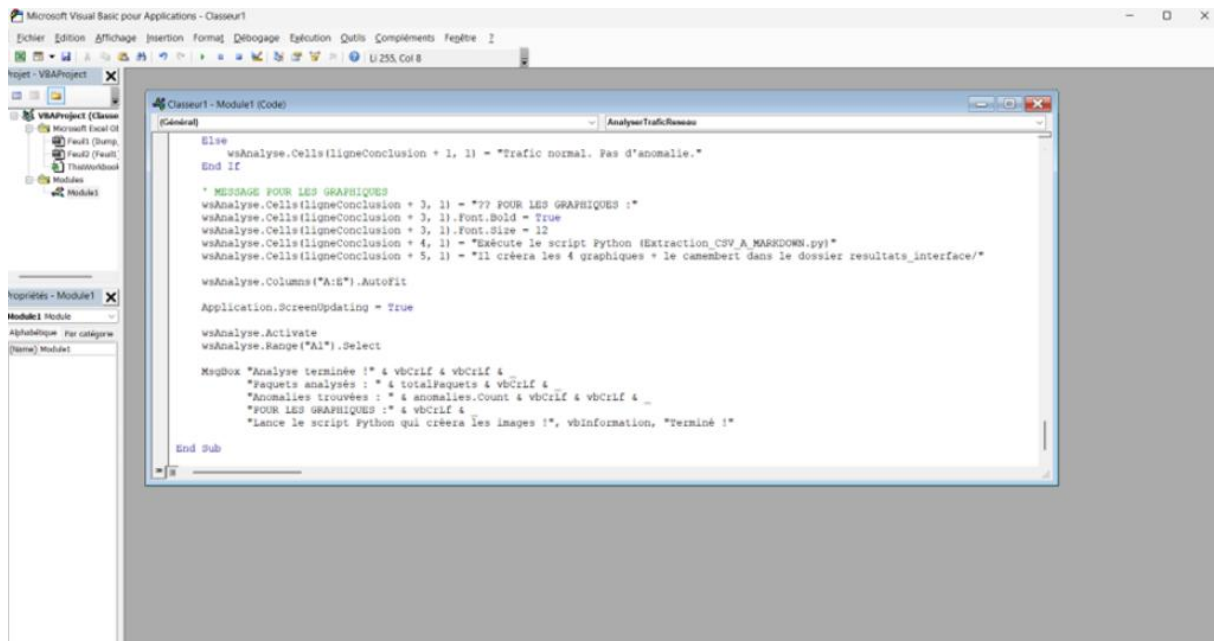 Microsoft Visual Basic pour Applications - Classeur1
Fichier Edition Affichage Insertion Format Débogage Exécution Outils Compléments Fenêtre ?
Li 255, Col 8
Projet - VBAProject
VBAProject (Classe
Microsoft Excel Of
Feuil1 (Dump,
Feuil2 (Feuil1
ThisWorkbook
Modules
Module1
Propriétés - Module1
Module1 Module
Alphabétique Par catégorie
(Name) Module1
Classeur1 - Module1 (Code)
(Général) AnalyserTraficReseau
Else
wsAnalyse.Cells(ligneConclusion + 1, 1) = "Trafic normal. Pas d'anomalie."
End If
' MESSAGE POUR LES GRAPHIQUES
wsAnalyse.Cells(ligneConclusion + 3, 1) = "?? POUR LES GRAPHIQUES :"
wsAnalyse.Cells(ligneConclusion + 3, 1).Font.Bold = True
wsAnalyse.Cells(ligneConclusion + 3, 1).Font.Size = 12
wsAnalyse.Cells(ligneConclusion + 4, 1) = "Exécute le script Python (Extraction_CSV_A_MARKDOWN.py)"
wsAnalyse.Cells(ligneConclusion + 5, 1) = "Il créera les 4 graphiques + le camembert dans le dossier resultats_interface/"
wsAnalyse.Columns("A:E").AutoFit
Application.ScreenUpdating = True
wsAnalyse.Activate
wsAnalyse.Range("A1").Select
MsgBox "Analyse terminée !" & vbCrLf & vbCrLf & _
"Paquets analysés : " & totalPaquets & vbCrLf & _
"Anomalies trouvées : " & anomalies.Count & vbCrLf & vbCrLf & _
"POUR LES GRAPHIQUES :" & vbCrLf & _
"Lance le script Python qui créera les images !", vbInformation, "Terminé !"
End Sub